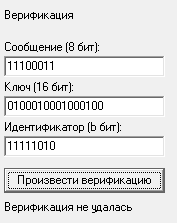 Верификация
Сообщение (8 бит):
11100011
Ключ (16 бит):
0100010001000100
Идентификатор (b бит):
11111010
Произвести верификацию
Верификация не удалась